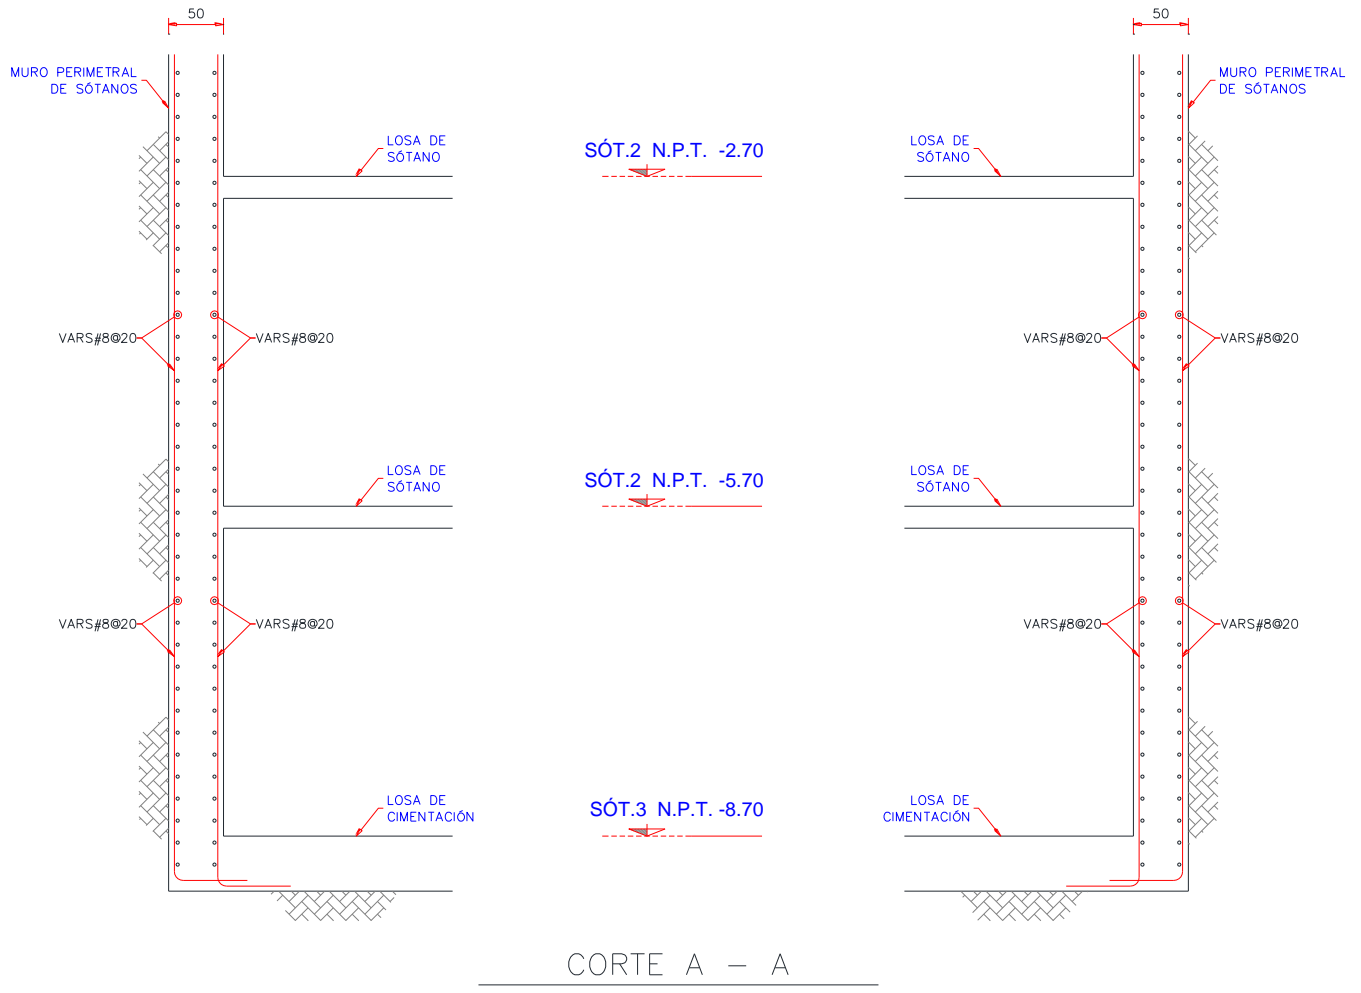 50
50
MURO PERIMETRAL
DE SÓTANOS
MURO PERIMETRAL
DE SÓTANOS
LOSA DE
SÓTANO
SÓT.2 N.P.T. -2.70
LOSA DE
SÓTANO
VARS#8@20
VARS#8@20
VARS#8@20
VARS#8@20
LOSA DE
SÓTANO
SÓT.2 N.P.T. -5.70
LOSA DE
SÓTANO
VARS#8@20
VARS#8@20
VARS#8@20
VARS#8@20
LOSA DE
CIMENTACIÓN
SÓT.3 N.P.T. -8.70
LOSA DE
CIMENTACIÓN
CORTE A - A